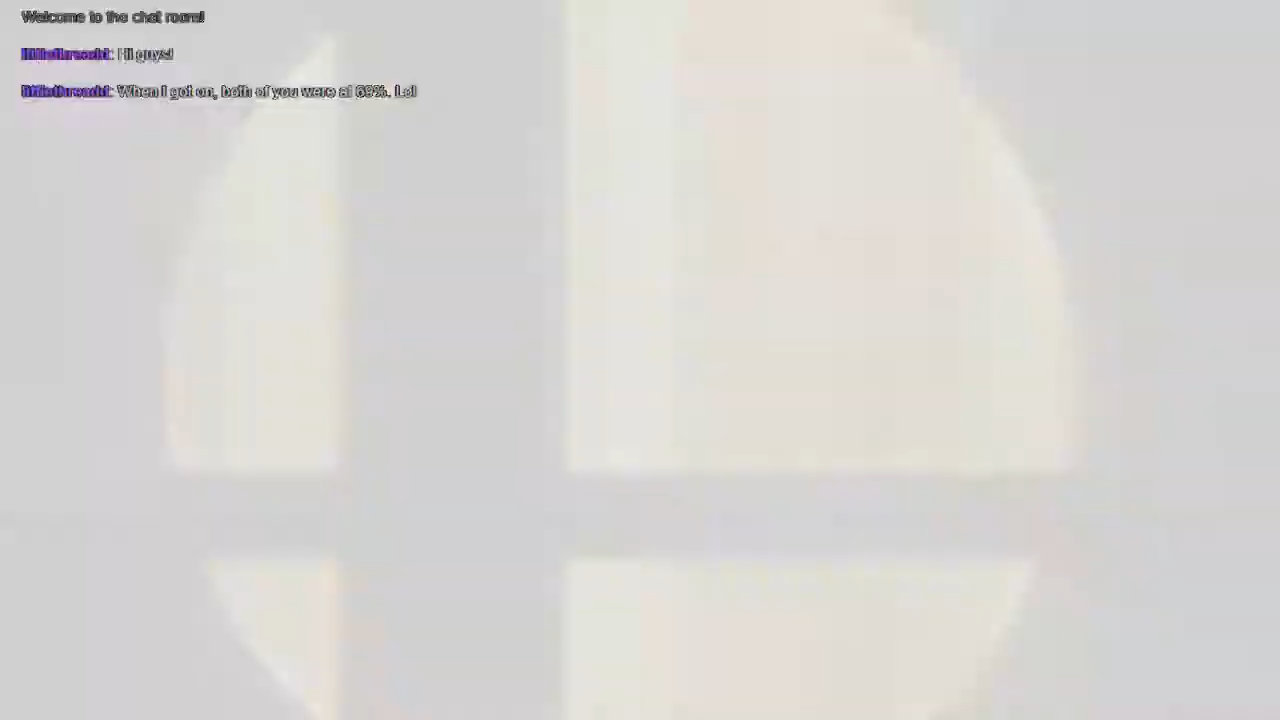 Welcome to the chat room!
: Hi guys!
: When I got on, both of you were at 69%. Lol